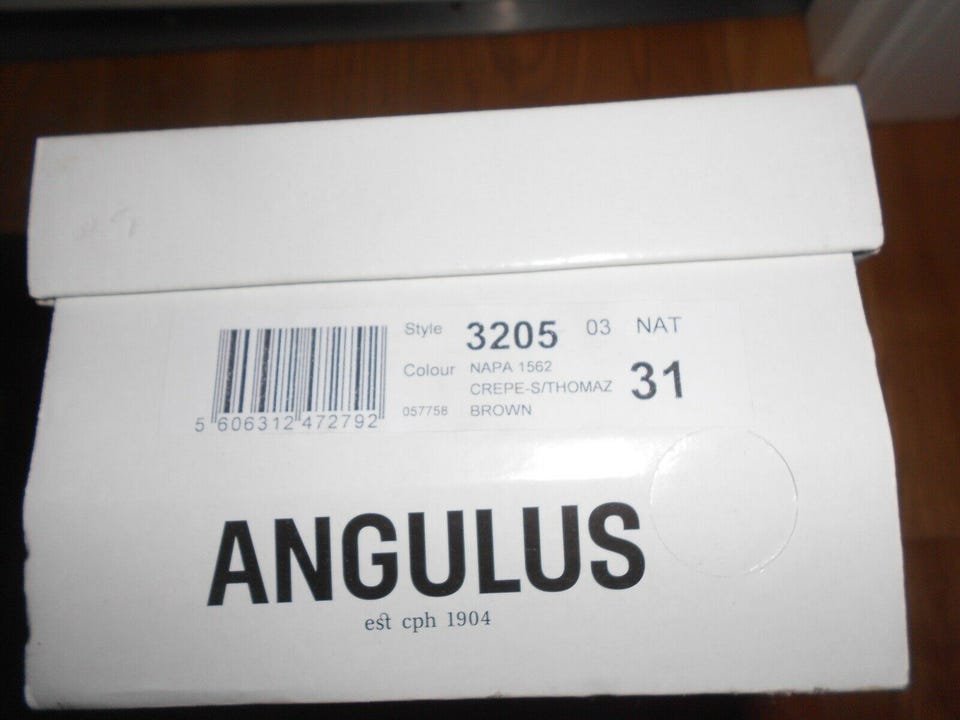 Style 3205 03 NAT
Colour NAPA 1562
CREPE-S/THOMAZ 31
057758 BROWN
5 606312 472792
ANGULUS
est cph 1904